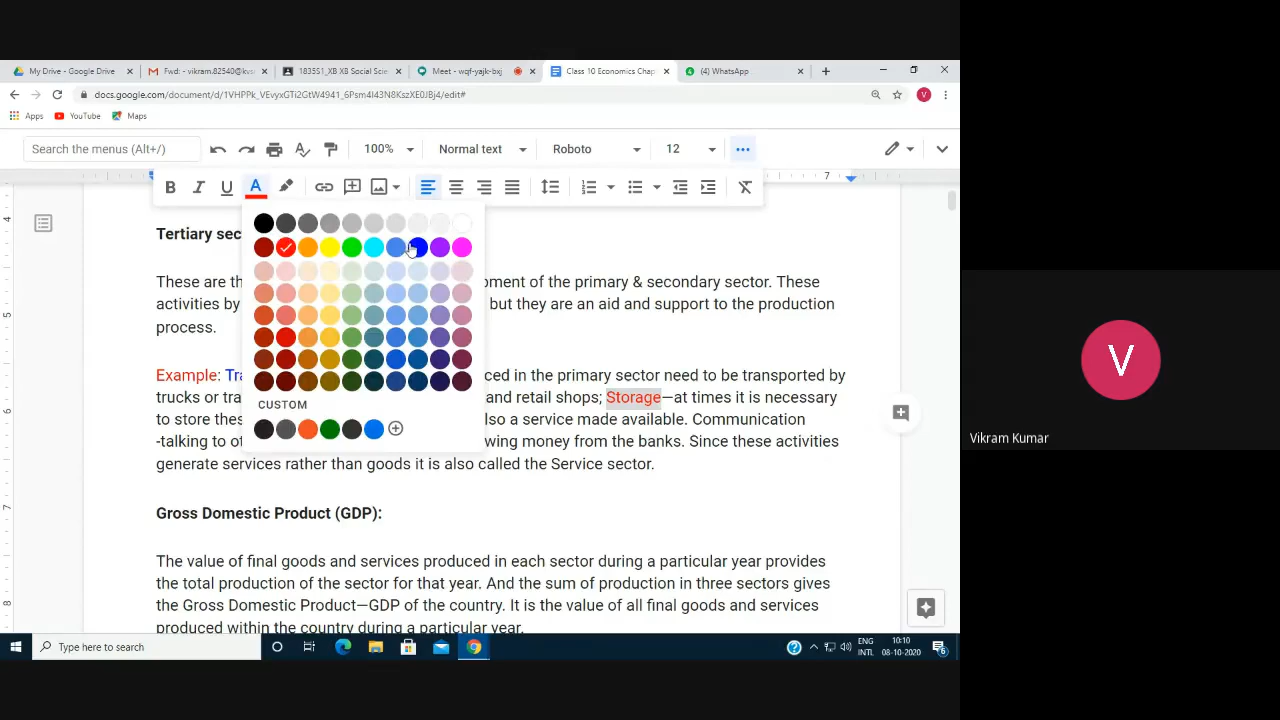 My Drive - Google Drive
Fwd: - vikram.82540@kvs
1835S1_XB XB Social Scie
Meet - wqf-yajk-bxj
Class 10 Economics Chap
(4) WhatsApp
docs.google.com/document/d/1VHPPk_VEvyxGTi2GtW4941_6Psm4I43N8KszXE0JBj4/edit#
V
Apps
YouTube
Maps
Search the menus (Alt+/)
100%
Normal text
Roboto
12
B I U A
7
4
Tertiary sec
These are th
pment of the primary & secondary sector. These
activities by
but they are an aid and support to the production
5
process.
Example: Tra
ced in the primary sector need to be transported by
trucks or tra
and retail shops; Storage—at times it is necessary
to store thes
also a service made available. Communication
-talking to ot
wing money from the banks. Since these activities
generate services rather than goods it is also called the Service sector.
CUSTOM
7
Gross Domestic Product (GDP):
The value of final goods and services produced in each sector during a particular year provides
the total production of the sector for that year. And the sum of production in three sectors gives
8
the Gross Domestic Product—GDP of the country. It is the value of all final goods and services
produced within the country during a particular year.
Type here to search
ENG
INTL
10:10
08-10-2020
6
V
Vikram Kumar